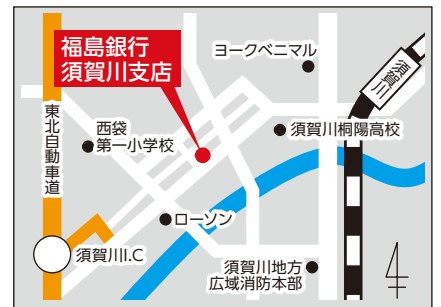 福島銀行
須賀川支店
ヨークベニマル
須賀川
東北自動車道
西袋
第一小学校
須賀川桐陽高校
ローソン
須賀川I.C
須賀川地方
広域消防本部